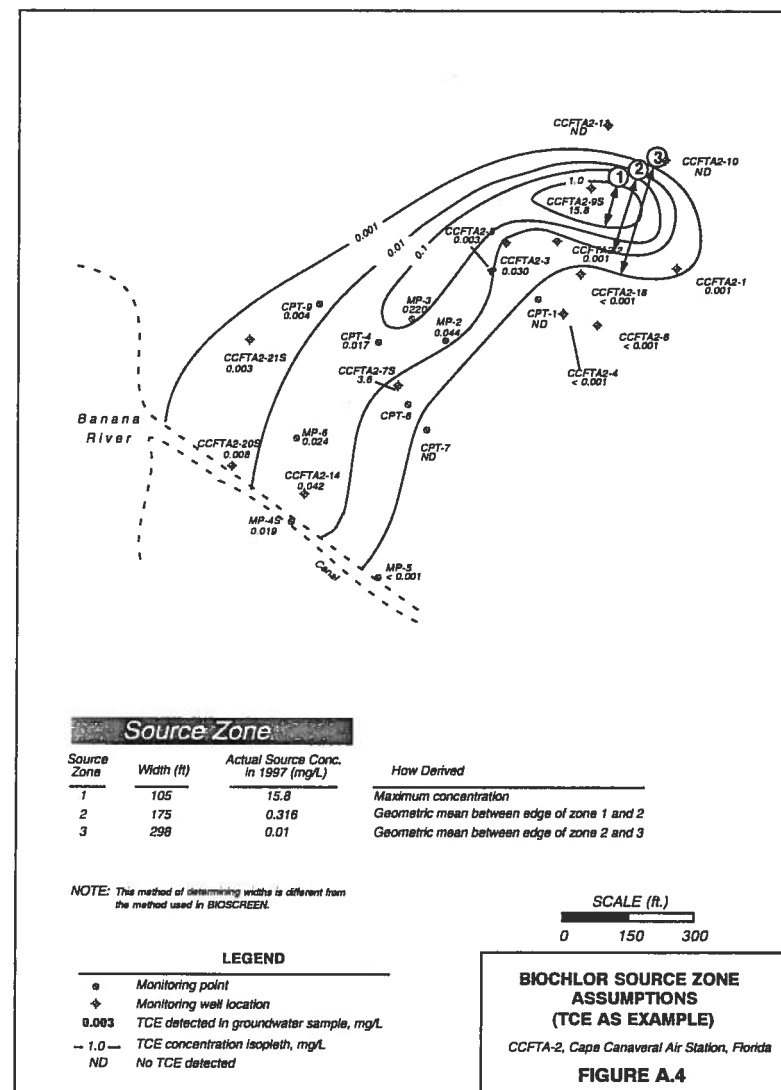 CCFTA2-13
ND
3
CCFTA2-10
ND
2
1
1.0
CCFTA2-9S
15.8
0.001
0.01
0.1
CCFTA2-5
0.003
CCFTA2-2
0.001
CCFTA2-3
0.030
CCFTA2-1
0.001
CCFTA2-18
< 0.001
CPT-9
0.004
MP-3
0220
CPT-1
ND
CCFTA2-6
< 0.001
CCFTA2-4
< 0.001
MP-2
0.044
CPT-4
0.017
CCFTA2-21S
0.003
CCFTA2-7S
3.6
CPT-6
CPT-7
ND
Banana
River
MP-6
0.024
CCFTA2-20S
0.008
CCFTA2-14
0.042
MP-4S
0.019
Canal
MP-5
< 0.001
Source Zone
Source Zone Width (ft) Actual Source Conc. in 1997 (mg/L) How Derived
1 105 15.8 Maximum concentration
2 175 0.316 Geometric mean between edge of zone 1 and 2
3 298 0.01 Geometric mean between edge of zone 2 and 3
NOTE: This method of determining widths is different from
the method used in BIOSCREEN.
SCALE (ft.)
0 150 300
LEGEND
Monitoring point
Monitoring well location
0.003 TCE detected in groundwater sample, mg/L
– 1.0 — TCE concentration isopleth, mg/L
ND No TCE detected
BIOCHLOR SOURCE ZONE
ASSUMPTIONS
(TCE AS EXAMPLE)
CCFTA-2, Cape Canaveral Air Station, Florida
FIGURE A.4